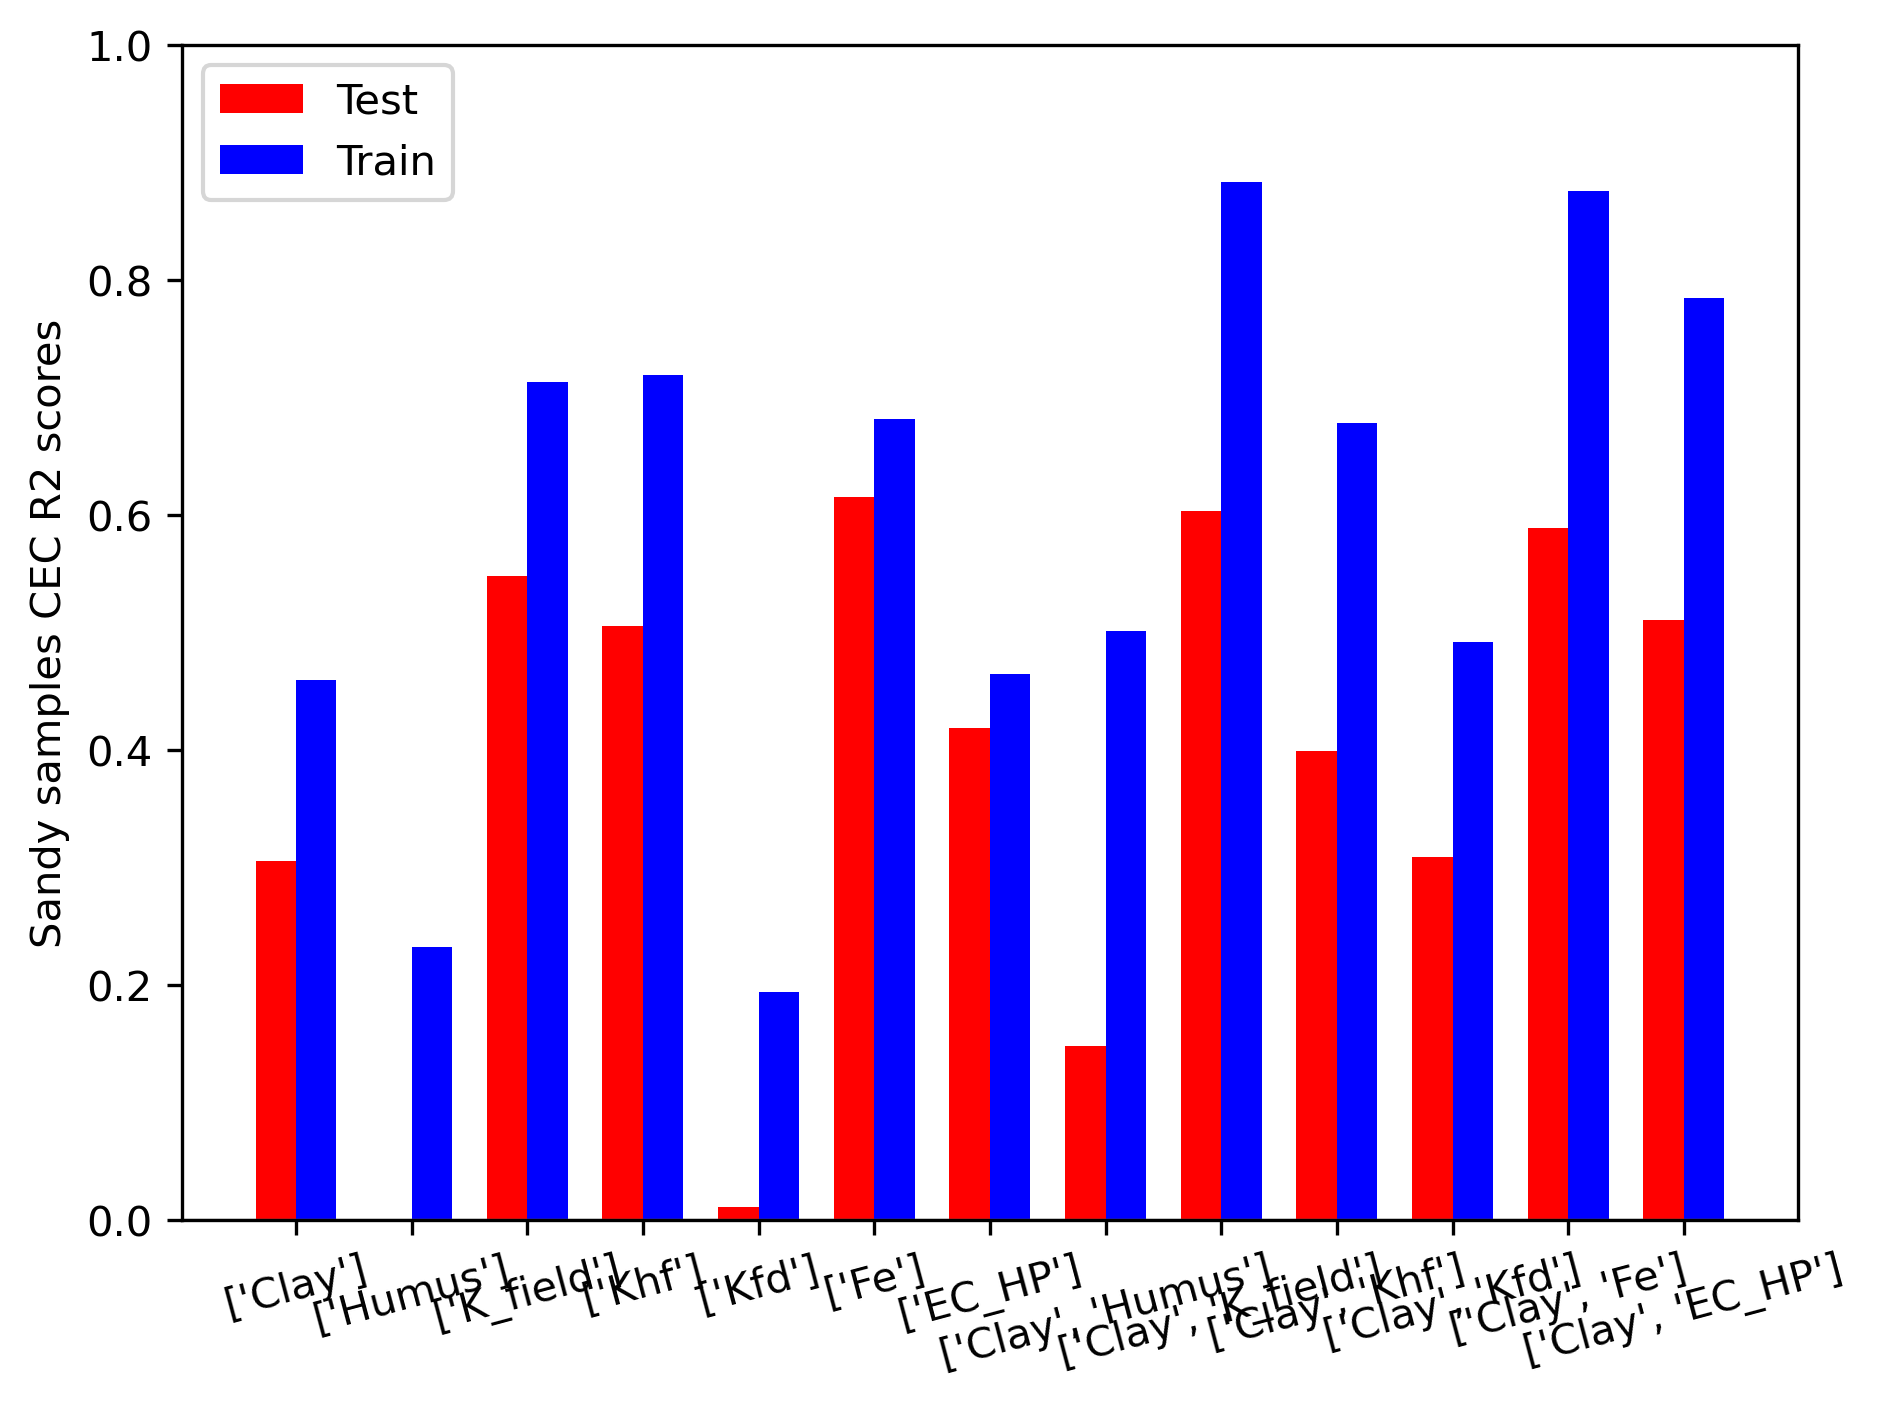 1.0
0.8
0.6
0.4
0.2
0.0
Sandy samples CEC R2 scores
Test
Train
['Clay']
['Humus']
['K_field']
['Khf']
['Kfd']
['Fe']
['EC_HP']
['Clay', 'Humus']
['Clay', 'K_field']
['Clay', 'Khf']
['Clay', 'Kfd']
['Clay', 'Fe']
['Clay', 'EC_HP']